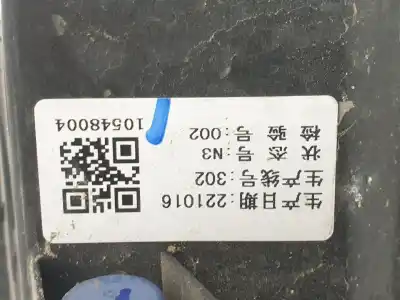 生产日期:221016
生产线号:302
状 态 号:N3
检 验 号:002
10548004